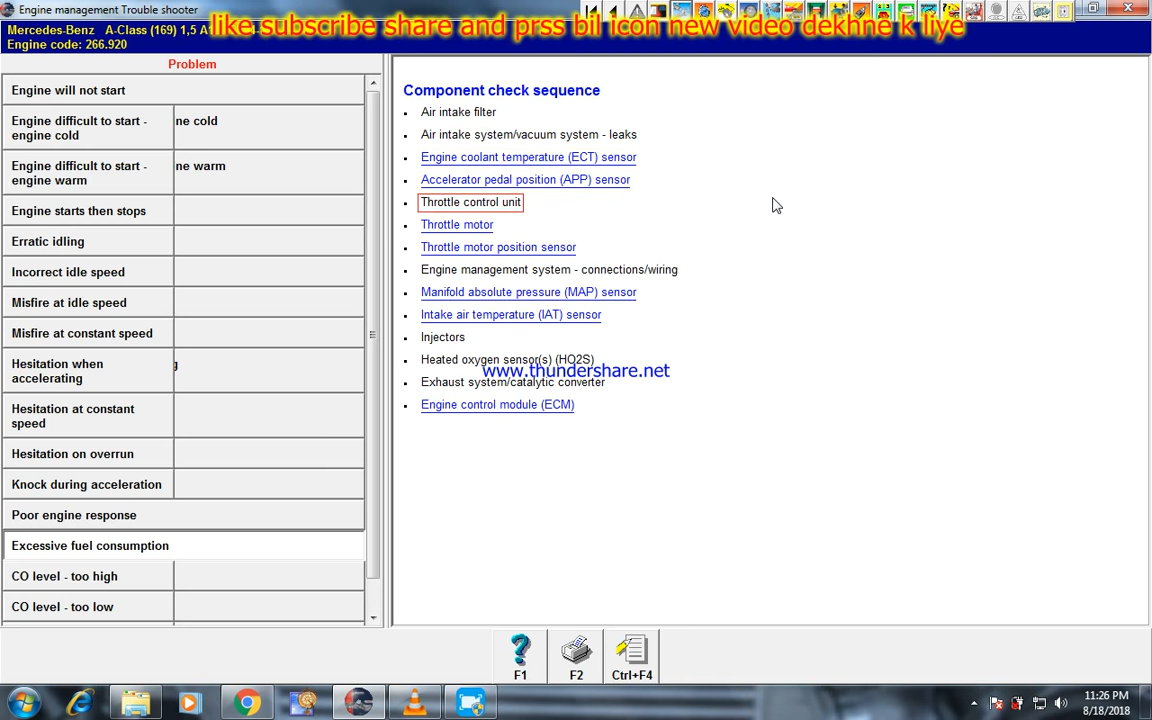 Engine management Trouble shooter
Mercedes-Benz A-Class (169) 1,5 A
like subscribe share and prss bil icon new video dekhne k liye
Engine code: 266.920
Problem
Engine will not start
Engine difficult to start -
engine cold
ne cold
Engine difficult to start -
engine warm
ne warm
Engine starts then stops
Erratic idling
Incorrect idle speed
Misfire at idle speed
Misfire at constant speed
Hesitation when
accelerating
g
Hesitation at constant
speed
Hesitation on overrun
Knock during acceleration
Poor engine response
Excessive fuel consumption
CO level - too high
CO level - too low
Component check sequence
Air intake filter
Air intake system/vacuum system - leaks
Engine coolant temperature (ECT) sensor
Accelerator pedal position (APP) sensor
Throttle control unit
Throttle motor
Throttle motor position sensor
Engine management system - connections/wiring
Manifold absolute pressure (MAP) sensor
Intake air temperature (IAT) sensor
Injectors
Heated oxygen sensor(s) (HO2S)
www.thundershare.net
Exhaust system/catalytic converter
Engine control module (ECM)
F1
F2
Ctrl+F4
11:26 PM
8/18/2018